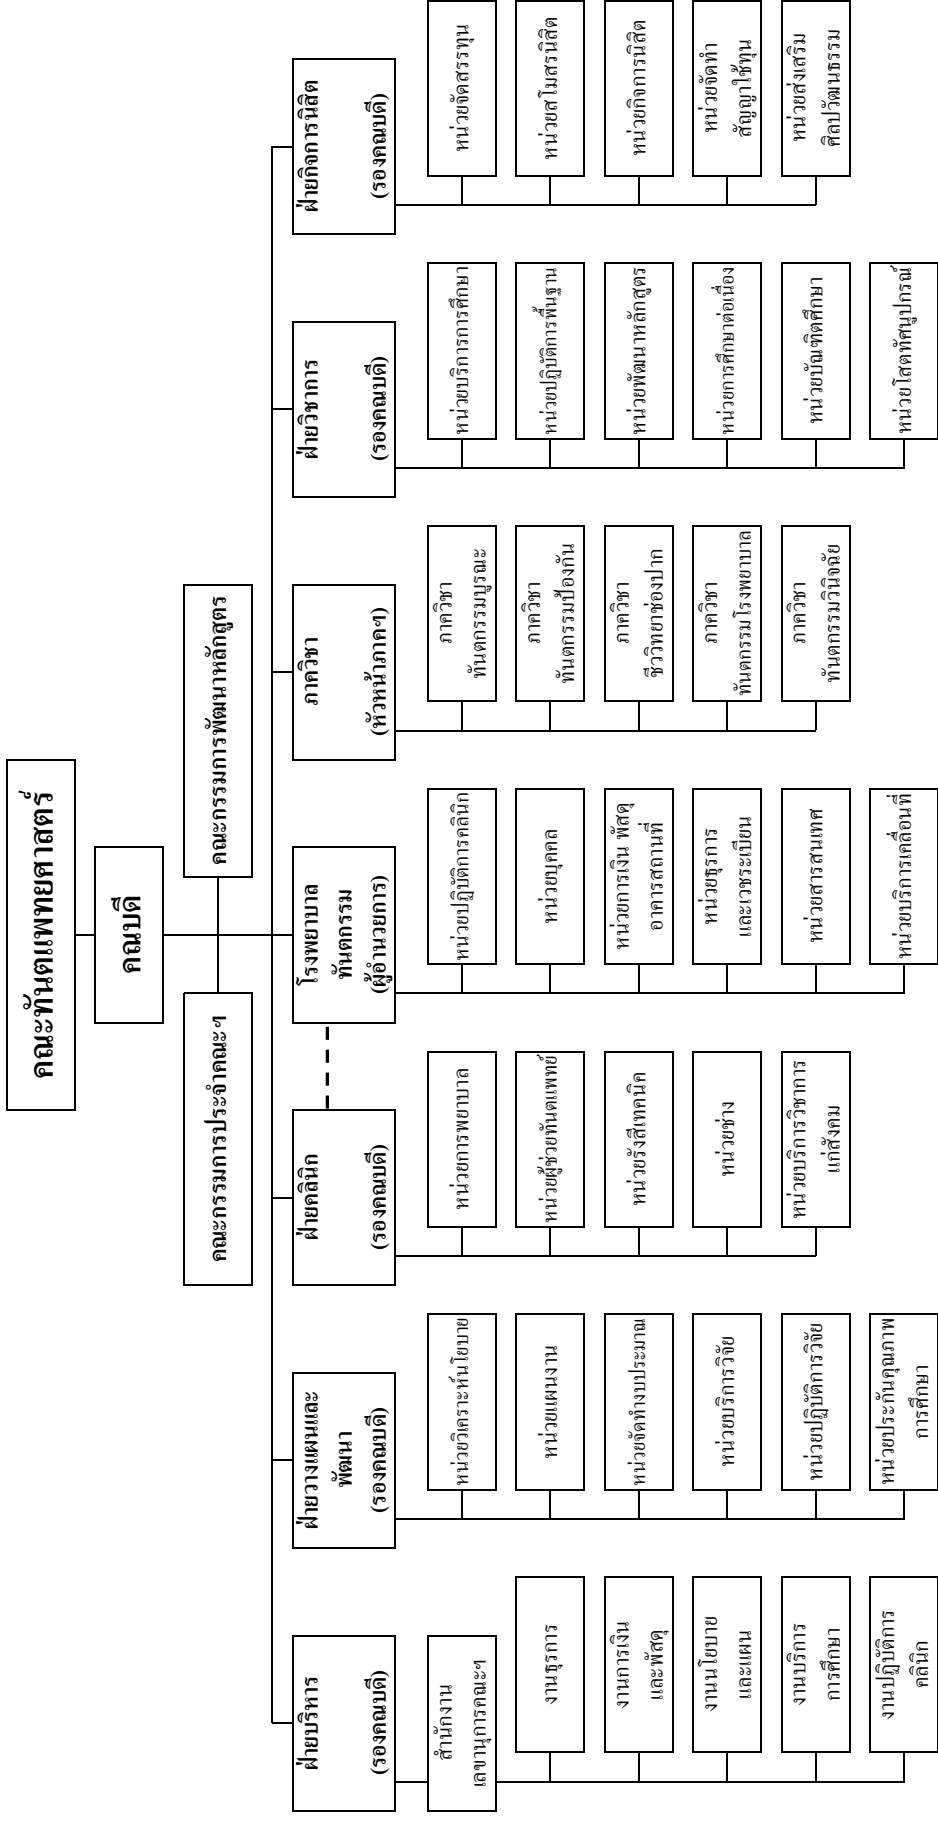 คณะทันตแพทยศาสตร์
คณบดี
คณะกรรมการประจำคณะฯ
คณะกรรมการพัฒนาหลักสูตร
ฝ่ายบริหาร
(รองคณบดี)
สำนักงาน
เลขานุการคณะฯ
งานธุรการ
งานการเงิน
และพัสดุ
งานนโยบาย
และแผน
งานบริการ
การศึกษา
งานปฏิบัติการ
คลินิก
ฝ่ายวางแผนและ
พัฒนา
(รองคณบดี)
หน่วยวิเคราะห์นโยบาย
หน่วยแผนงาน
หน่วยจัดทำงบประมาณ
หน่วยบริการวิจัย
หน่วยปฏิบัติการวิจัย
หน่วยประกันคุณภาพ
การศึกษา
ฝ่ายคลินิก
(รองคณบดี)
หน่วยการพยาบาล
หน่วยผู้ช่วยทันตแพทย์
หน่วยรังสีเทคนิค
หน่วยช่าง
หน่วยบริการวิชาการ
แก่สังคม
โรงพยาบาล
ทันตกรรม
(ผู้อำนวยการ)
หน่วยปฏิบัติการคลินิก
หน่วยบุคคล
หน่วยการเงิน พัสดุ
อาคารสถานที่
หน่วยธุรการ
และเวชระเบียน
หน่วยสารสนเทศ
หน่วยบริการเคลื่อนที่
ภาควิชา
(หัวหน้าภาคฯ)
ภาควิชา
ทันตกรรมบูรณะ
ภาควิชา
ทันตกรรมป้องกัน
ภาควิชา
ชีววิทยาช่องปาก
ภาควิชา
ทันตกรรมโรงพยาบาล
ภาควิชา
ทันตกรรมวินิจฉัย
ฝ่ายวิชาการ
(รองคณบดี)
หน่วยบริการการศึกษา
หน่วยปฏิบัติการพื้นฐาน
หน่วยพัฒนาหลักสูตร
หน่วยการศึกษาต่อเนื่อง
หน่วยบัณฑิตศึกษา
หน่วยโสตทัศนูปกรณ์
ฝ่ายกิจการนิสิต
(รองคณบดี)
หน่วยจัดสรรทุน
หน่วยสโมสรนิสิต
หน่วยกิจการนิสิต
หน่วยจัดทำ
สัญญาใช้ทุน
หน่วยส่งเสริม
ศิลปวัฒนธรรม